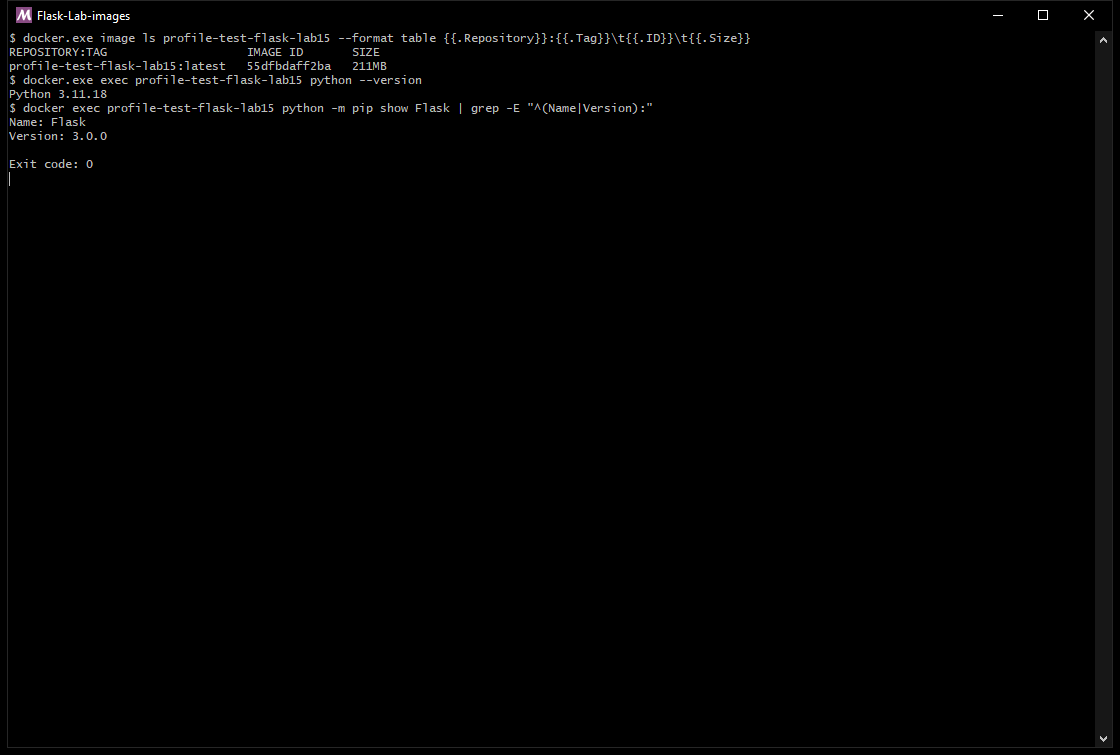 Flask-Lab-images
$ docker.exe image ls profile-test-flask-lab15 --format table {{.Repository}}:{{.Tag}}\t{{.ID}}\t{{.Size}}
REPOSITORY:TAG                    IMAGE ID       SIZE
profile-test-flask-lab15:latest   55dfbdaff2ba   211MB
$ docker.exe exec profile-test-flask-lab15 python --version
Python 3.11.18
$ docker exec profile-test-flask-lab15 python -m pip show Flask | grep -E "^(Name|Version):"
Name: Flask
Version: 3.0.0
Exit code: 0